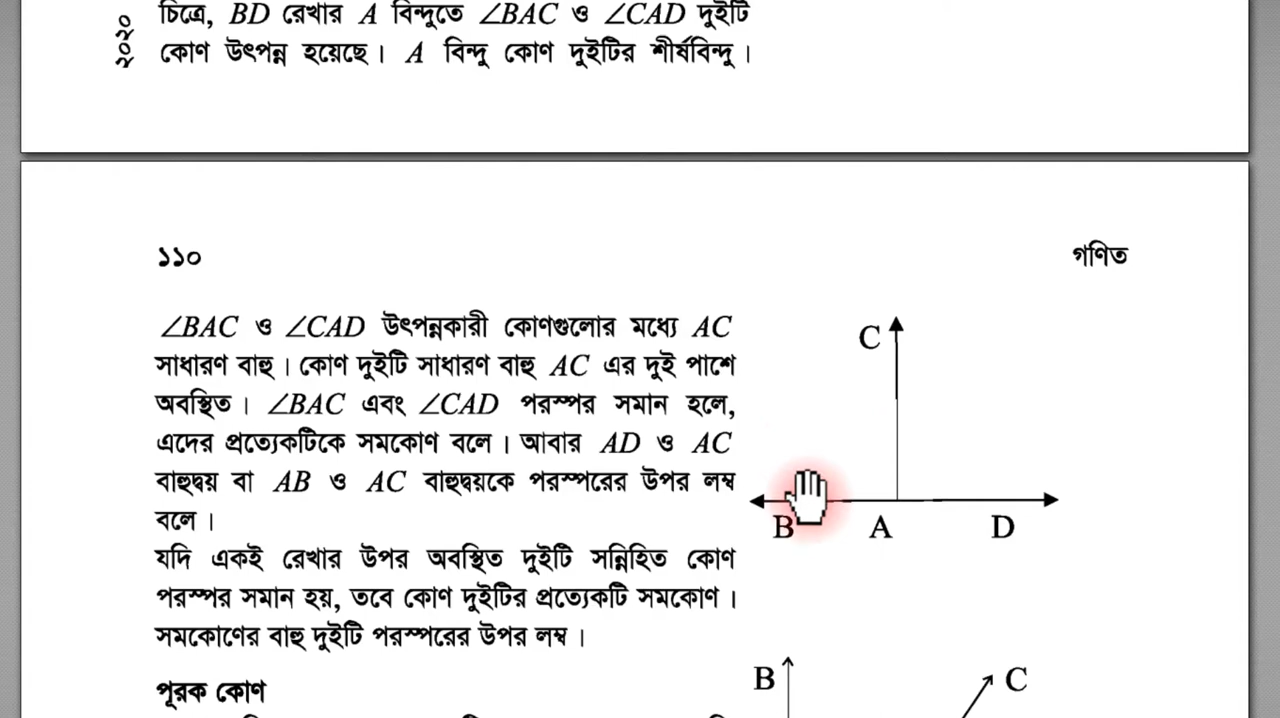 চিত্রে, BD রেখার A বিন্দুতে ∠BAC ও ∠CAD দুইটি
কোণ উৎপন্ন হয়েছে। A বিন্দু কোণ দুইটির শীর্ষবিন্দু।
২০২০
১১০
গণিত
∠BAC ও ∠CAD উৎপন্নকারী কোণগুলোর মধ্যে AC
সাধারণ বাহু। কোণ দুইটি সাধারণ বাহু AC এর দুই পাশে
অবস্থিত। ∠BAC এবং ∠CAD পরস্পর সমান হলে,
এদের প্রত্যেকটিকে সমকোণ বলে। আবার AD ও AC
বাহুদ্বয় বা AB ও AC বাহুদ্বয়কে পরস্পরের উপর লম্ব
বলে।
যদি একই রেখার উপর অবস্থিত দুইটি সন্নিহিত কোণ
পরস্পর সমান হয়, তবে কোণ দুইটির প্রত্যেকটি সমকোণ।
সমকোণের বাহু দুইটি পরস্পরের উপর লম্ব।
C
B A D
পূরক কোণ
B C